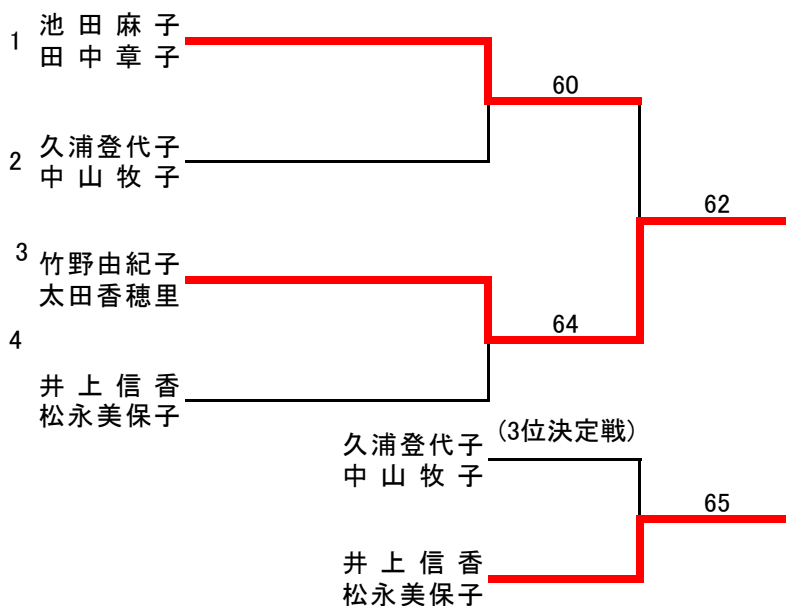 1
池田麻子
田中章子
60
2
久浦登代子
中山牧子
62
3
竹野由紀子
太田香穂里
64
4
井上信香
松永美保子
久浦登代子
中山牧子
(3位決定戦)
65
井上信香
松永美保子